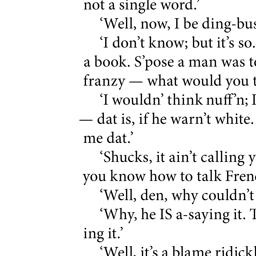 not a single word.’
‘Well, now, I be ding-bus
‘I don’t know; but it’s so.
a book. S’pose a man was to
franzy — what would you t
‘I wouldn’ think nuff’n; I
— dat is, if he warn’t white.
me dat.’
‘Shucks, it ain’t calling y
you know how to talk Fren
‘Well, den, why couldn’t
‘Why, he IS a-saying it. T
ing it.’
‘Well, it’s a blame ridickl